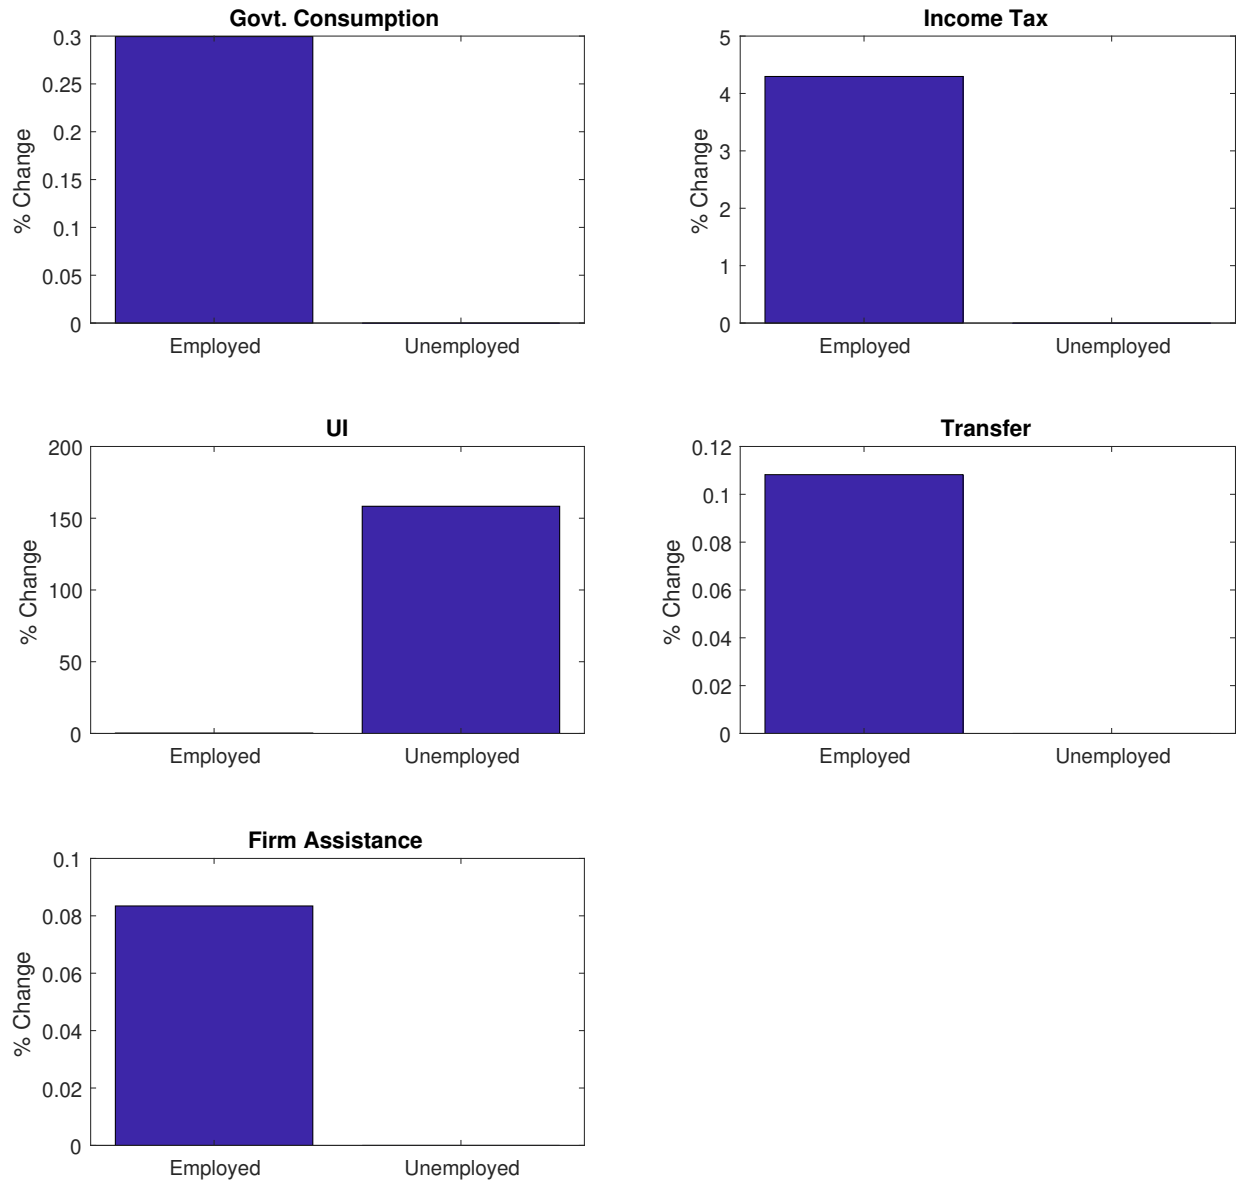 Govt. Consumption
% Change
0.3
0.25
0.2
0.15
0.1
0.05
0
Employed Unemployed
Income Tax
% Change
5
4
3
2
1
0
Employed Unemployed
UI
% Change
200
150
100
50
0
Employed Unemployed
Transfer
% Change
0.12
0.1
0.08
0.06
0.04
0.02
0
Employed Unemployed
Firm Assistance
% Change
0.1
0.08
0.06
0.04
0.02
0
Employed Unemployed